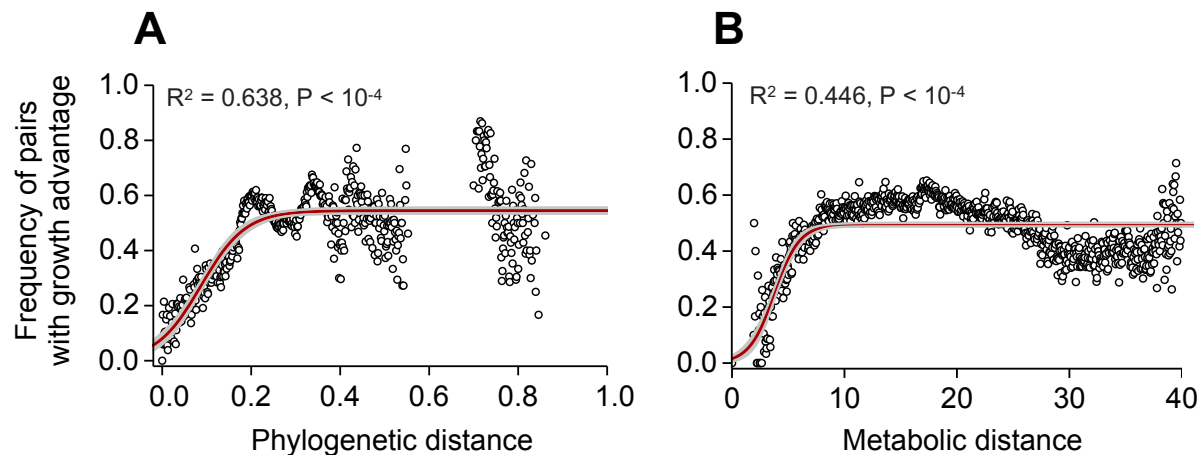 A
Frequency of pairs
with growth advantage
1.0
0.8
0.6
0.4
0.2
0.0
R² = 0.638, P < 10⁻⁴
0.0 0.2 0.4 0.6 0.8 1.0
Phylogenetic distance
B
1.0
0.8
0.6
0.4
0.2
0.0
R² = 0.446, P < 10⁻⁴
0 10 20 30 40
Metabolic distance